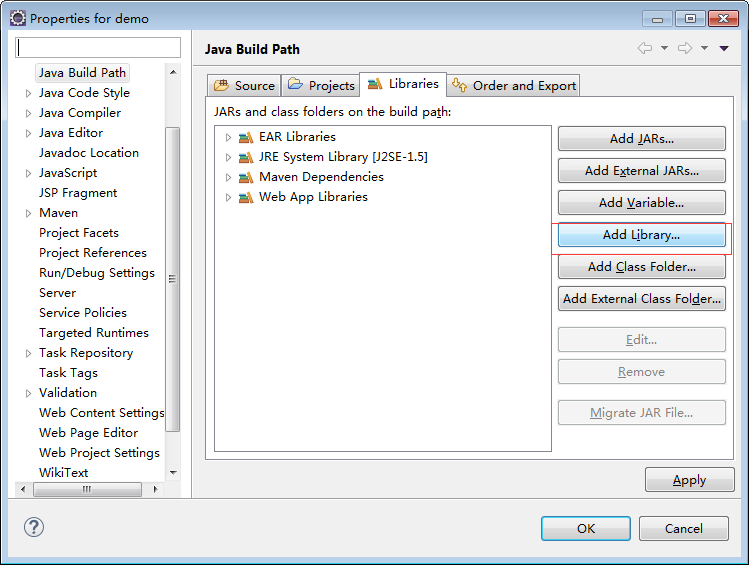 Properties for demo
Java Build Path
Java Code Style
Java Compiler
Java Editor
Javadoc Location
JavaScript
JSP Fragment
Maven
Project Facets
Project References
Run/Debug Settings
Server
Service Policies
Targeted Runtimes
Task Repository
Task Tags
Validation
Web Content Settings
Web Page Editor
Web Project Settings
WikiText
Java Build Path
Source
Projects
Libraries
Order and Export
JARs and class folders on the build path:
EAR Libraries
JRE System Library [J2SE-1.5]
Maven Dependencies
Web App Libraries
Add JARs...
Add External JARs...
Add Variable...
Add Library...
Add Class Folder...
Add External Class Folder...
Edit...
Remove
Migrate JAR File...
Apply
OK
Cancel